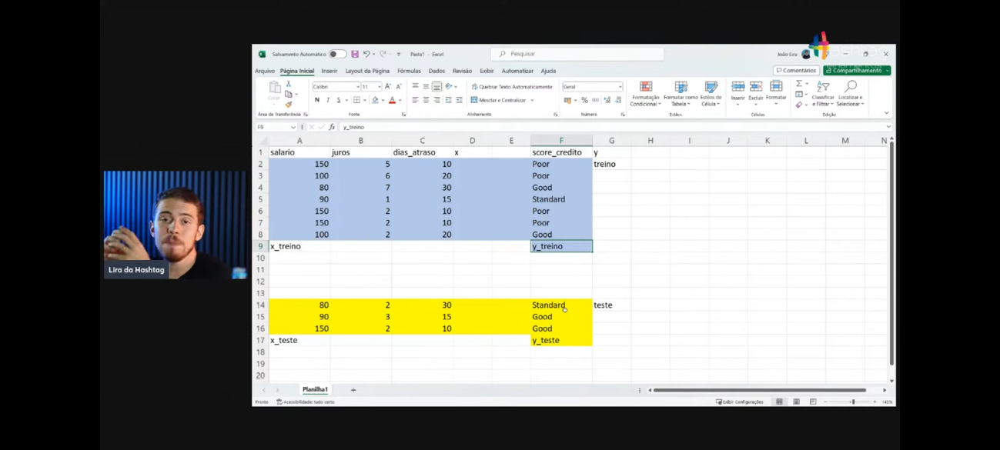 Salvamento Automático
Pasta1 - Excel
Pesquisar
João Lira
Arquivo Página Inicial Inserir Layout da Página Fórmulas Dados Revisão Exibir Automatizar Ajuda
Comentários
Compartilhamento
Colar
Calibri 11
N I S
Quebrar Texto Automaticamente
Mesclar e Centralizar
Geral
% 000
Formatação Condicional
Formatar como Tabela
Estilos de Célula
Inserir Excluir Formatar
Classificar e Filtrar
Localizar e Selecionar
Área de Transferência Fonte Alinhamento Número Estilos Células Edição
F9 fx y_treino
A B C D E F G H I J K L M N
1 salario juros dias_atraso x score_credito y
2 150 5 10 Poor treino
3 100 6 20 Poor
4 80 7 30 Good
5 90 1 15 Standard
6 150 2 10 Poor
7 150 2 10 Poor
8 100 2 20 Good
9 x_treino y_treino
10
11
12
13
14 80 2 30 Standard teste
15 90 3 15 Good
16 150 2 10 Good
17 x_teste y_teste
18
19
20
Planilha1
Pronto Acessibilidade: tudo certo Exibir Configurações
Lira da Hashtag